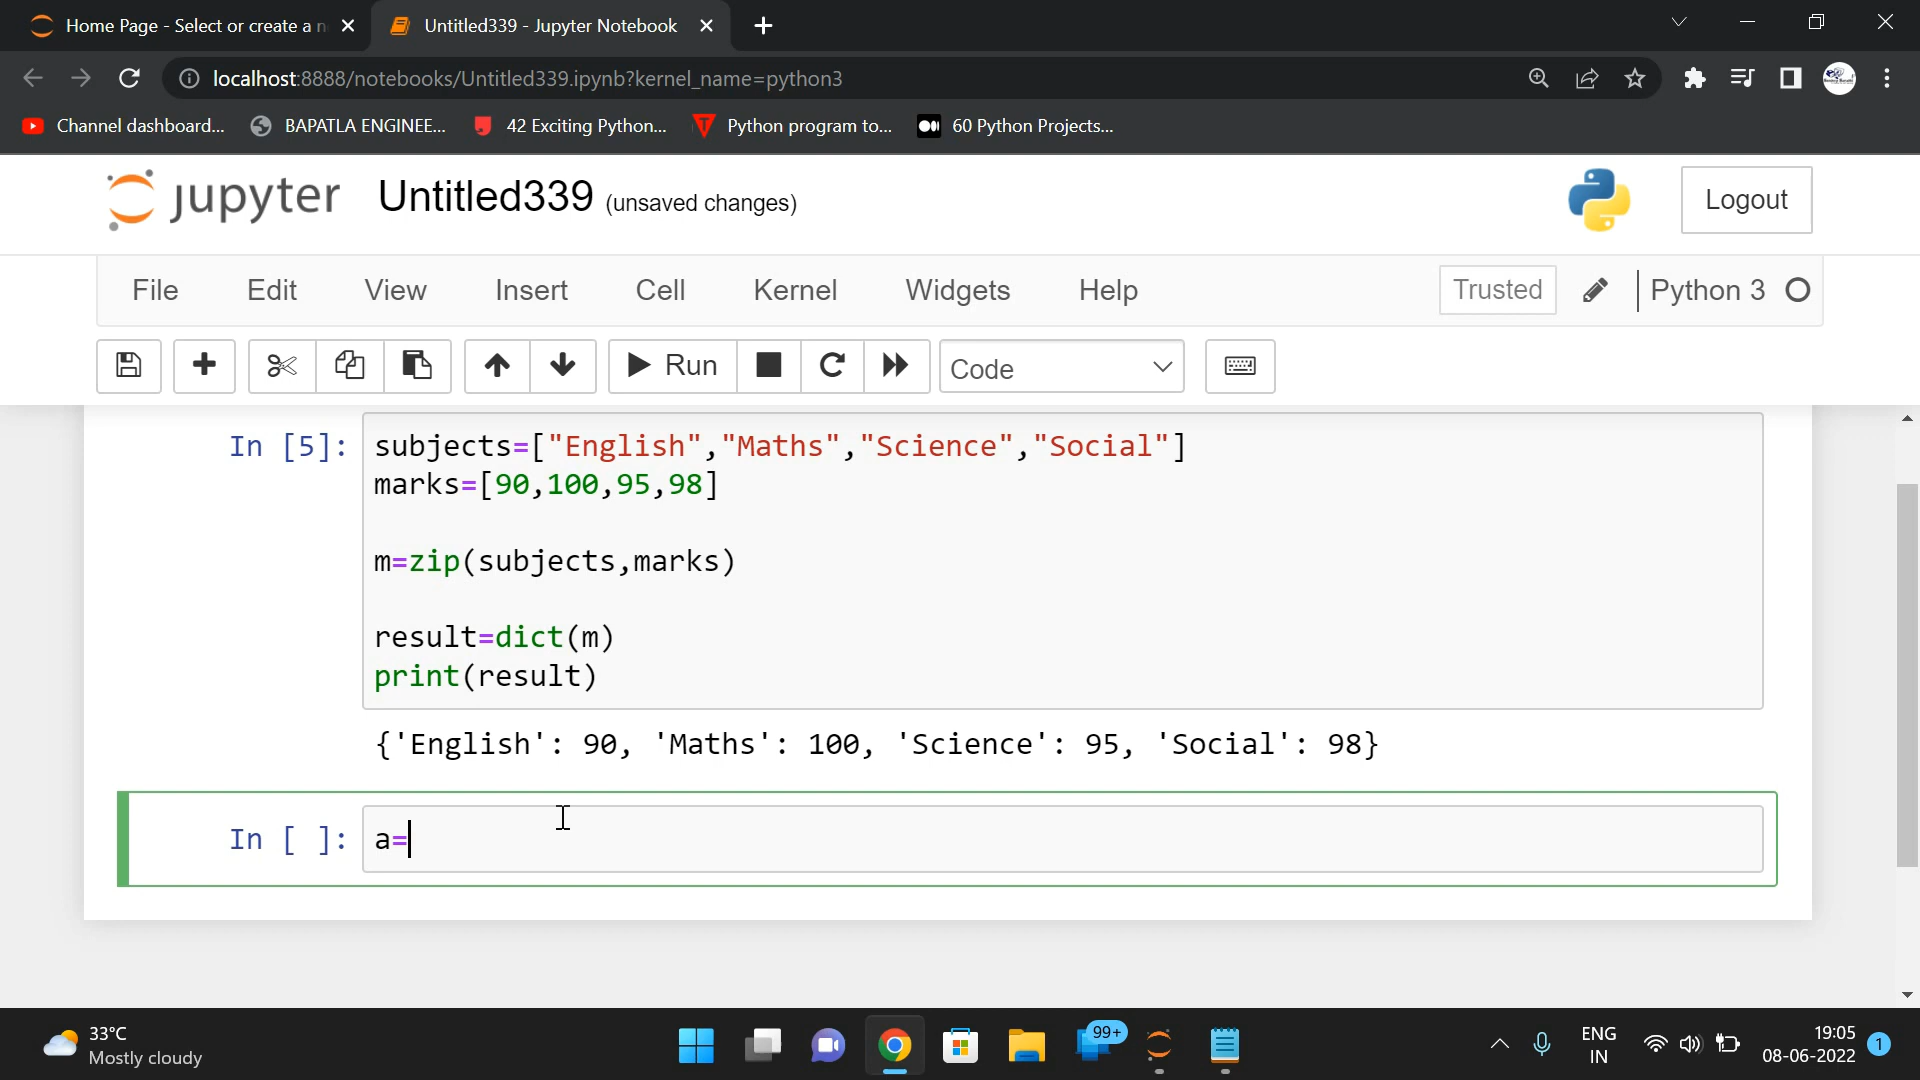 Home Page - Select or create a n
Untitled339 - Jupyter Notebook
localhost:8888/notebooks/Untitled339.ipynb?kernel_name=python3
Channel dashboard... BAPATLA ENGINEE... 42 Exciting Python... Python program to... 60 Python Projects...
jupyter Untitled339 (unsaved changes) Logout
File Edit View Insert Cell Kernel Widgets Help Trusted Python 3
Run Code
In [5]: subjects=["English","Maths","Science","Social"]
marks=[90,100,95,98]
m=zip(subjects,marks)
result=dict(m)
print(result)
{'English': 90, 'Maths': 100, 'Science': 95, 'Social': 98}
In [ ]: a=
33°C
Mostly cloudy
99+
ENG
IN
19:05
08-06-2022
1